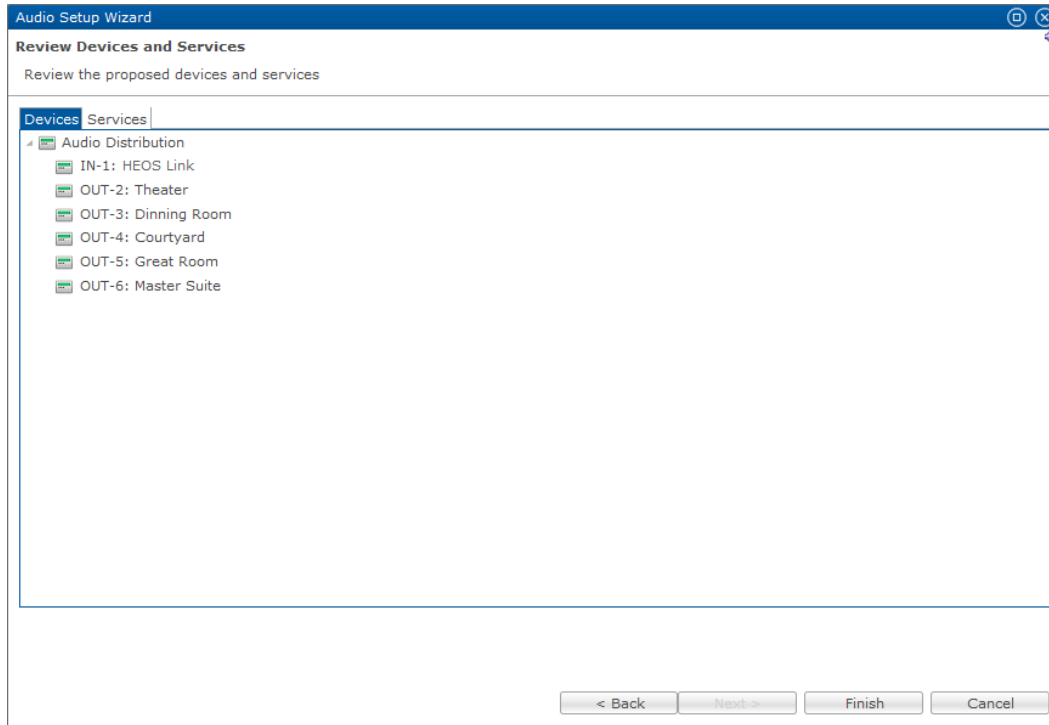 Audio Setup Wizard
Review Devices and Services
Review the proposed devices and services
Devices Services
Audio Distribution
IN-1: HEOS Link
OUT-2: Theater
OUT-3: Dinning Room
OUT-4: Courtyard
OUT-5: Great Room
OUT-6: Master Suite
< Back Next > Finish Cancel